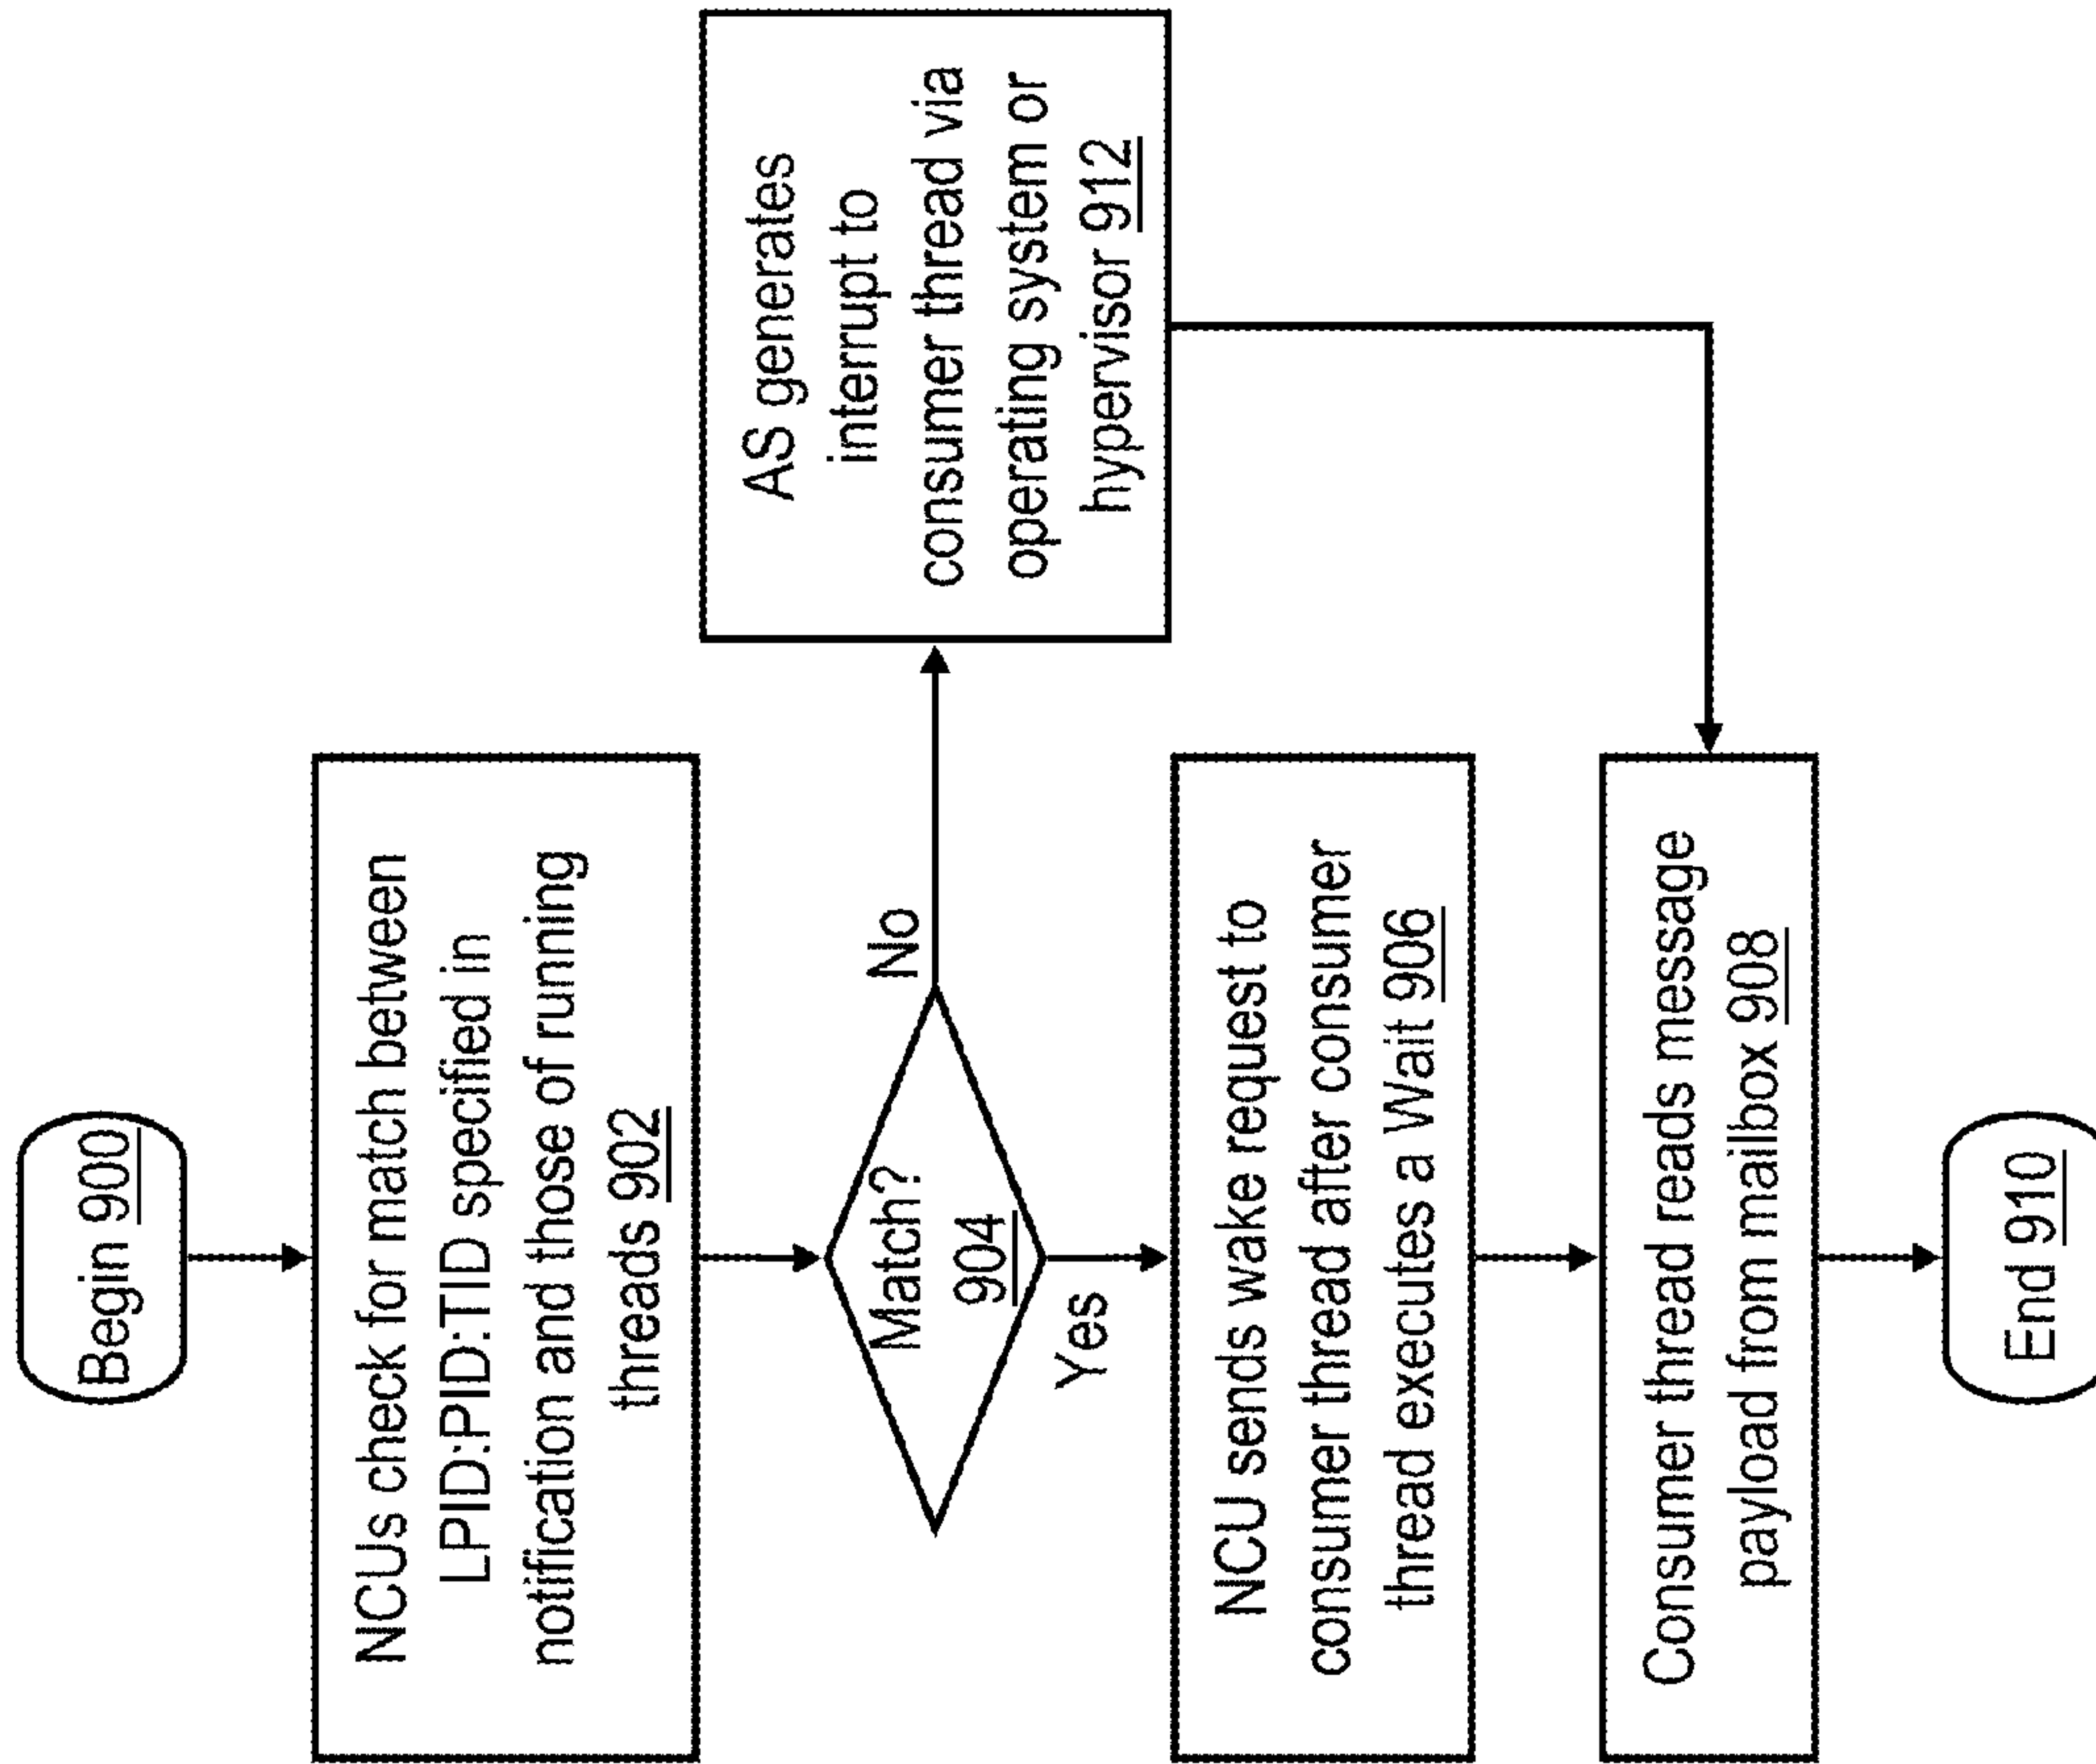 Begin 900
NCUs check for match between
LPID:PID:TID specified in
notification and those of running
threads 902
Match?
904
No
Yes
AS generates
interrupt to
consumer thread via
operating system or
hypervisor 912
NCU sends wake request to
consumer thread after consumer
thread executes a Wait 906
Consumer thread reads message
payload from mailbox 908
End 910